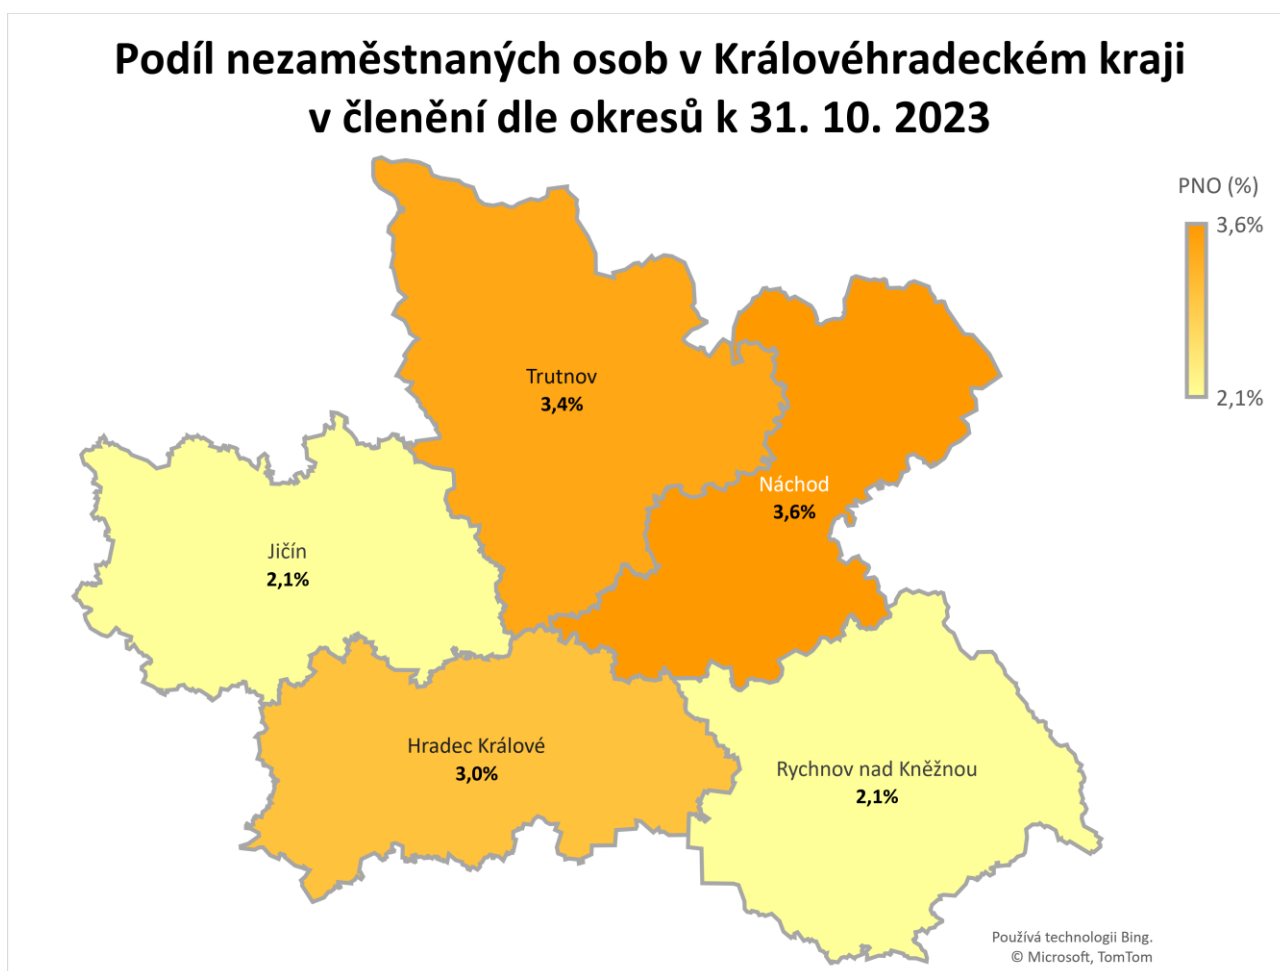 Podíl nezaměstnaných osob v Královéhradeckém kraji
v členění dle okresů k 31. 10. 2023
PNO (%)
3,6%
2,1%
Trutnov
3,4%
Náchod
3,6%
Jičín
2,1%
Hradec Králové
3,0%
Rychnov nad Kněžnou
2,1%
Používá technologii Bing.
© Microsoft, TomTom